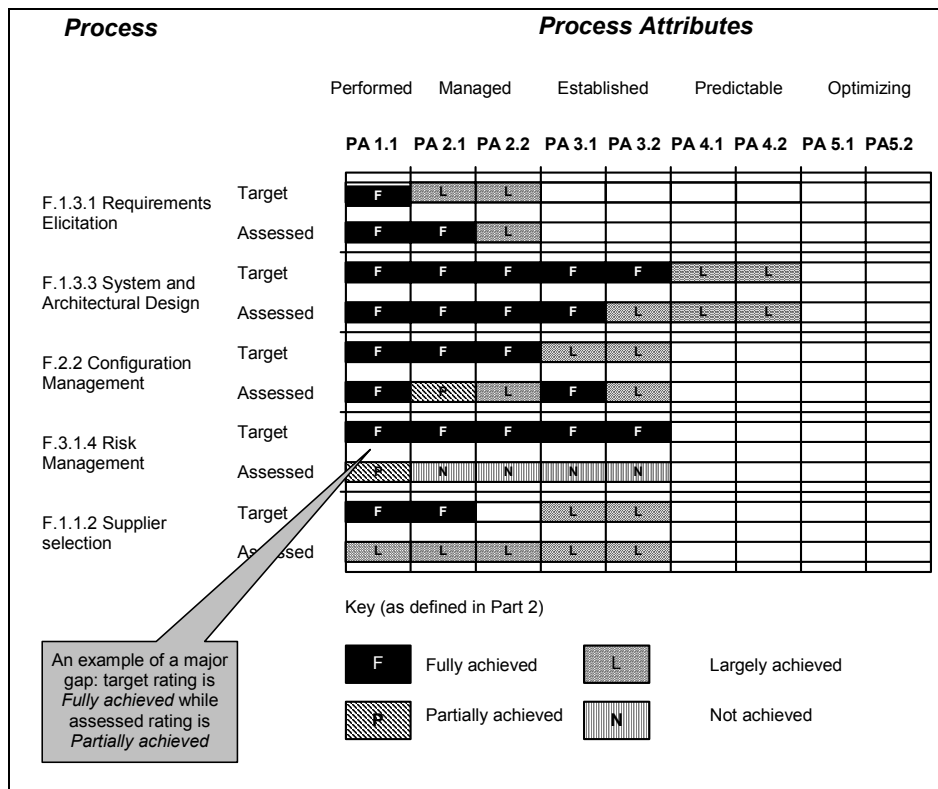 Process Process Attributes
Performed Managed Established Predictable Optimizing
PA 1.1 PA 2.1 PA 2.2 PA 3.1 PA 3.2 PA 4.1 PA 4.2 PA 5.1 PA5.2
F.1.3.1 Requirements
Elicitation
Target F L L
Assessed F F L
F.1.3.3 System and
Architectural Design
Target F F F F F L L
Assessed F F F F L L L
F.2.2 Configuration
Management
Target F F F L L
Assessed F P L F L
F.3.1.4 Risk
Management
Target F F F F F
Assessed P N N N N
F.1.1.2 Supplier
selection
Target F F L L
Assessed L L L L L
Key (as defined in Part 2)
F Fully achieved L Largely achieved
P Partially achieved N Not achieved
An example of a major
gap: target rating is
Fully achieved while
assessed rating is
Partially achieved